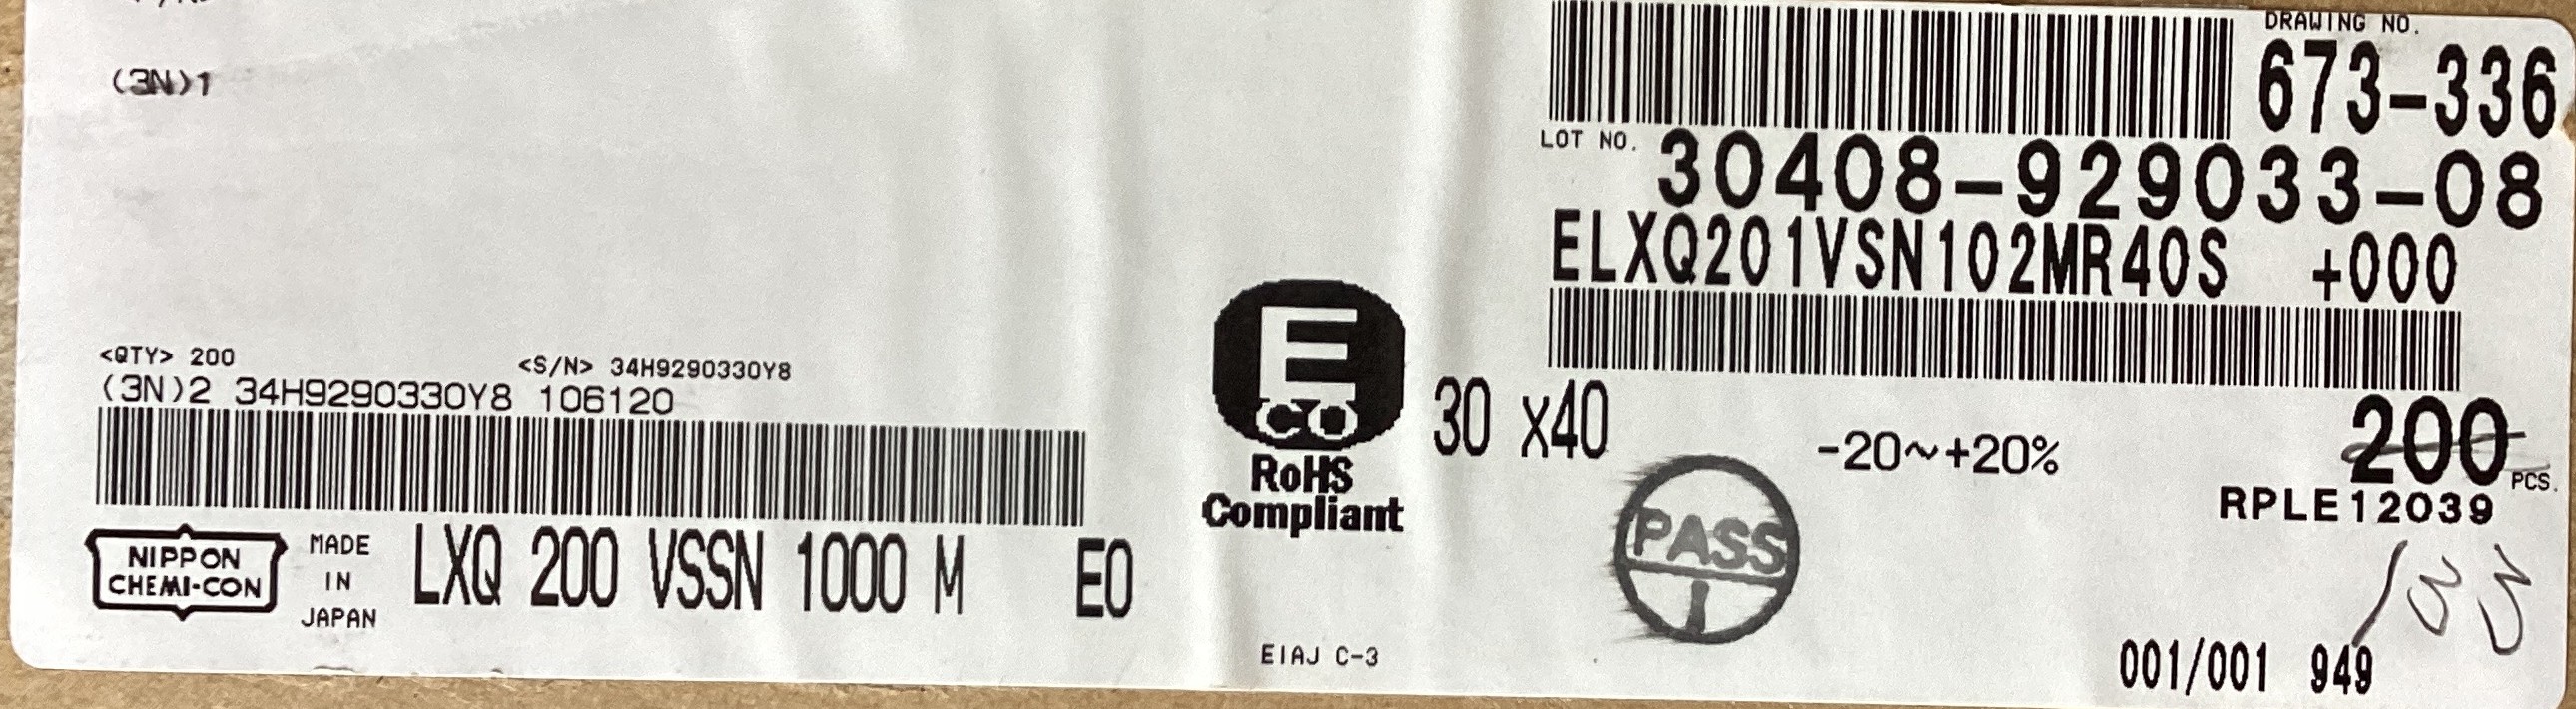 (3N)1
<QTY> 200 <S/N> 34H9290330Y8
(3N)2 34H9290330Y8 106120
NIPPON
CHEMI-CON
MADE
IN
JAPAN
LXQ 200 VSSN 1000 M E0
E
CO
RoHS
Compliant
EIAJ C-3
DRAWING NO.
673-336
LOT NO. 30408-929033-08
ELXQ201VSN102MR40S +000
30 x40
-20~+20%
200 PCS.
RPLE12039
PASS
1
001/001 949